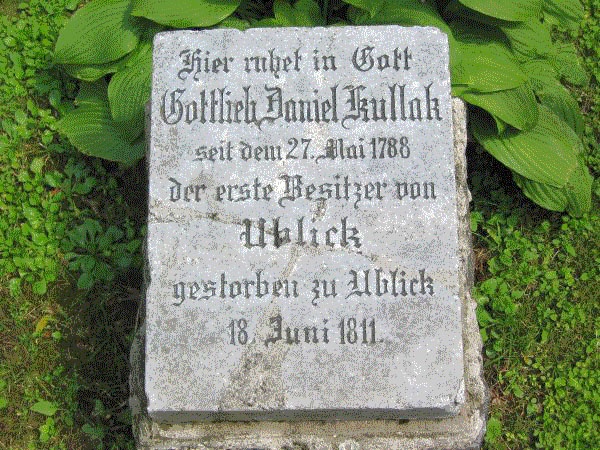 Hier ruhet in Gott
Gottlieb Daniel Kullak
seit dem 27. Mai 1788
der erste Besitzer von
Ublick
gestorben zu Ublick
18. Juni 1811.